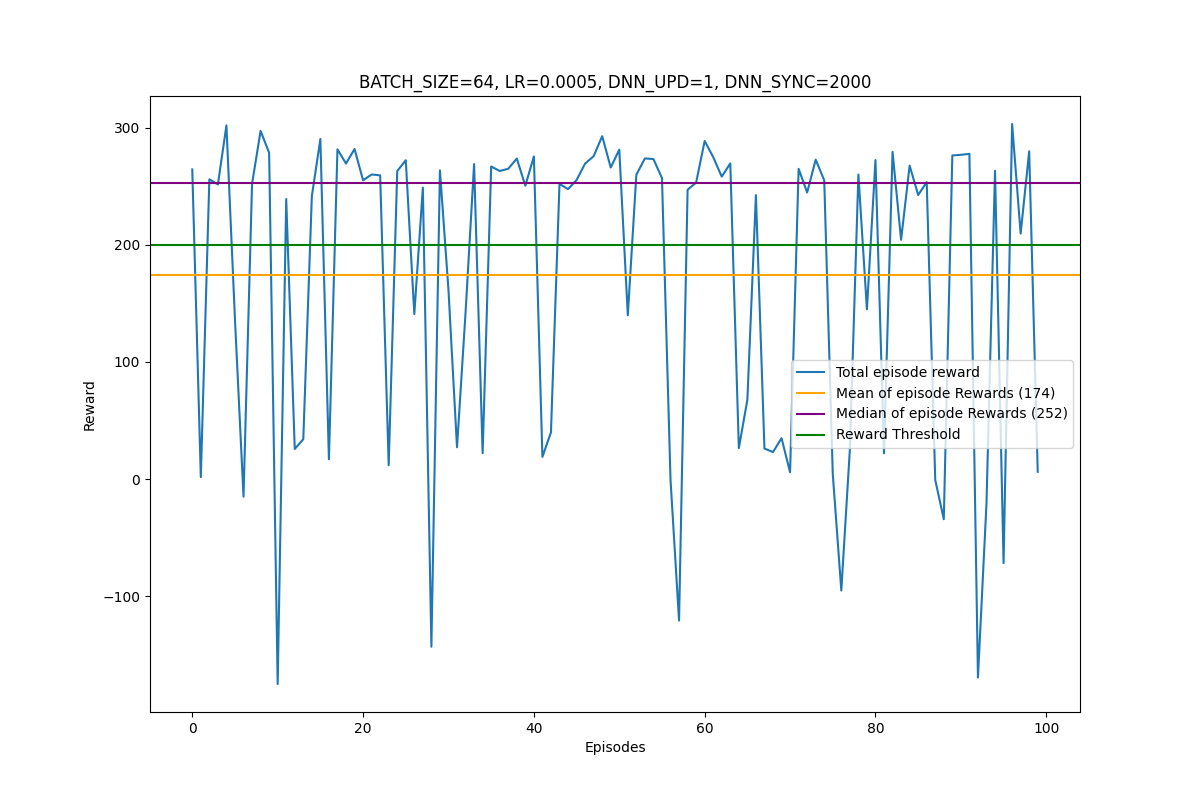 BATCH_SIZE=64, LR=0.0005, DNN_UPD=1, DNN_SYNC=2000
300
200
100
0
−100
Reward
Total episode reward
Mean of episode Rewards (174)
Median of episode Rewards (252)
Reward Threshold
0 20 40 60 80 100
Episodes